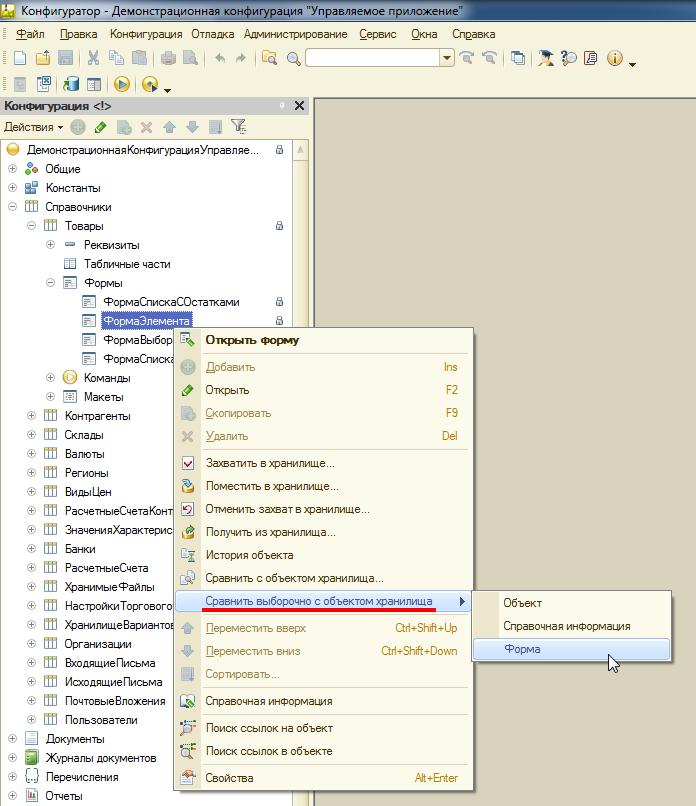 Конфигуратор - Демонстрационная конфигурация "Управляемое приложение"
Файл Правка Конфигурация Отладка Администрирование Сервис Окна Справка
Конфигурация <!>
Действия
ДемонстрационнаяКонфигурацияУправляе...
Общие
Константы
Справочники
Товары
Реквизиты
Табличные части
Формы
ФормаСпискаСОстатками
ФормаЭлемента
ФормаВыбор
ФормаСписка
Команды
Макеты
Контрагенты
Склады
Валюты
Регионы
ВидыЦен
РасчетныеСчетаКонт
ЗначенияХарактерис
Банки
РасчетныеСчета
ХранимыеФайлы
НастройкиТоргового
ХранилищеВариантов
Организации
ВходящиеПисьма
ИсходящиеПисьма
ПочтовыеВложения
Пользователи
Документы
Журналы документов
Перечисления
Отчеты
Открыть форму
Добавить Ins
Открыть F2
Скопировать F9
Удалить Del
Захватить в хранилище...
Поместить в хранилище...
Отменить захват в хранилище...
Получить из хранилища...
История объекта
Сравнить с объектом хранилища...
Сравнить выборочно с объектом хранилища
Переместить вверх Ctrl+Shift+Up
Переместить вниз Ctrl+Shift+Down
Сортировать...
Справочная информация
Поиск ссылок на объект
Поиск ссылок в объекте
Свойства Alt+Enter
Объект
Справочная информация
Форма